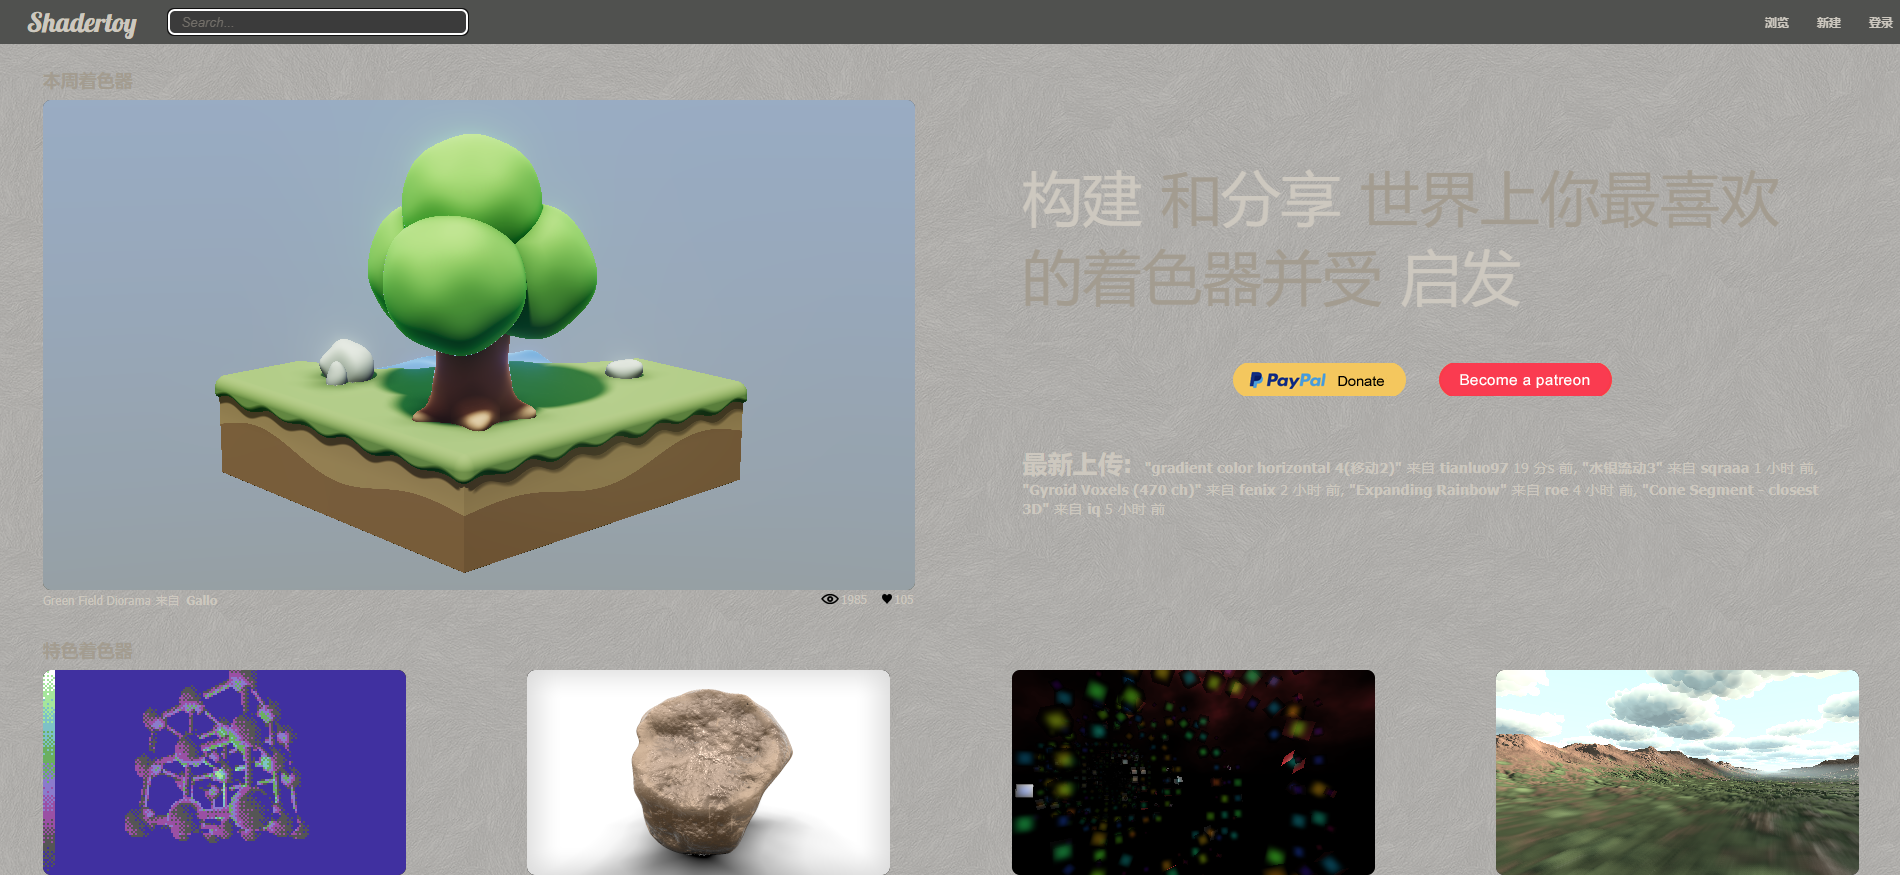 Shadertoy
Search...
浏览
新建
登录
本周着色器
构建 和分享 世界上你最喜欢
的着色器并受 启发
PayPal Donate
Become a patreon
最新上传: "gradient color horizontal 4(移动2)" 来自 tianluo97 19 分s 前, "水银流动3" 来自 sqraaa 1 小时 前,
"Gyroid Voxels (470 ch)" 来自 fenix 2 小时 前, "Expanding Rainbow" 来自 roe 4 小时 前, "Cone Segment - closest
3D" 来自 iq 5 小时 前
Green Field Diorama 来自 Gallo
1985
105
特色着色器